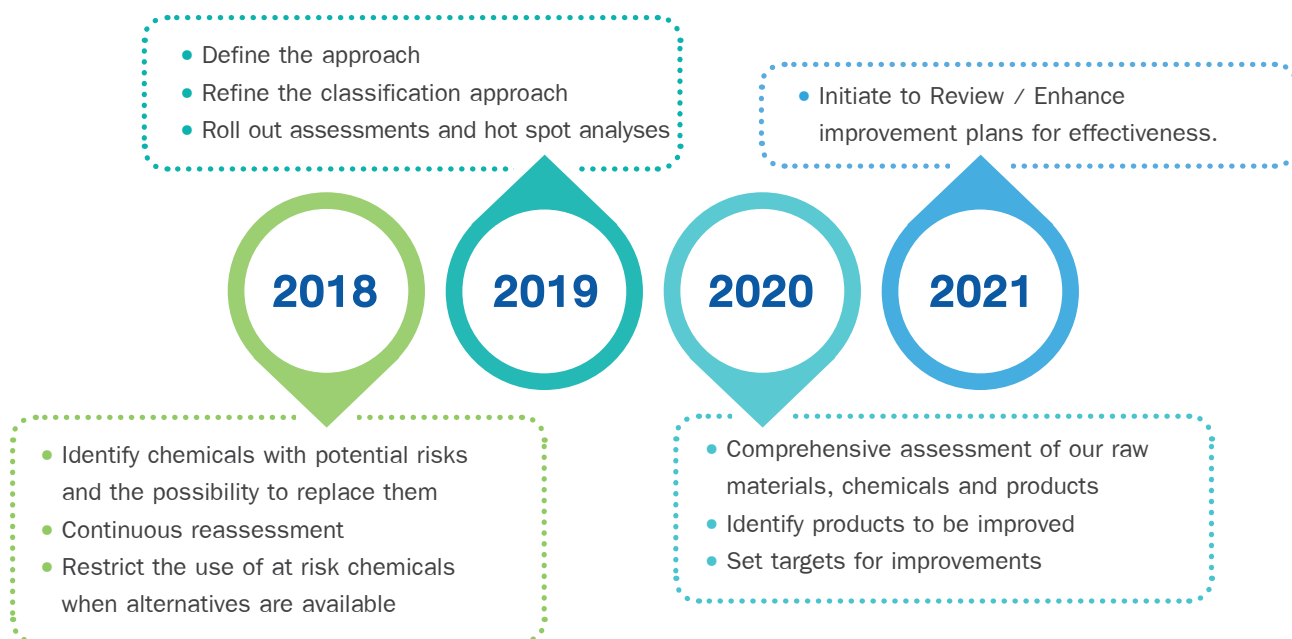 Define the approach
Refine the classification approach
Roll out assessments and hot spot analyses
Initiate to Review / Enhance
improvement plans for effectiveness.
2018
2019
2020
2021
Identify chemicals with potential risks
and the possibility to replace them
Continuous reassessment
Restrict the use of at risk chemicals
when alternatives are available
Comprehensive assessment of our raw
materials, chemicals and products
Identify products to be improved
Set targets for improvements